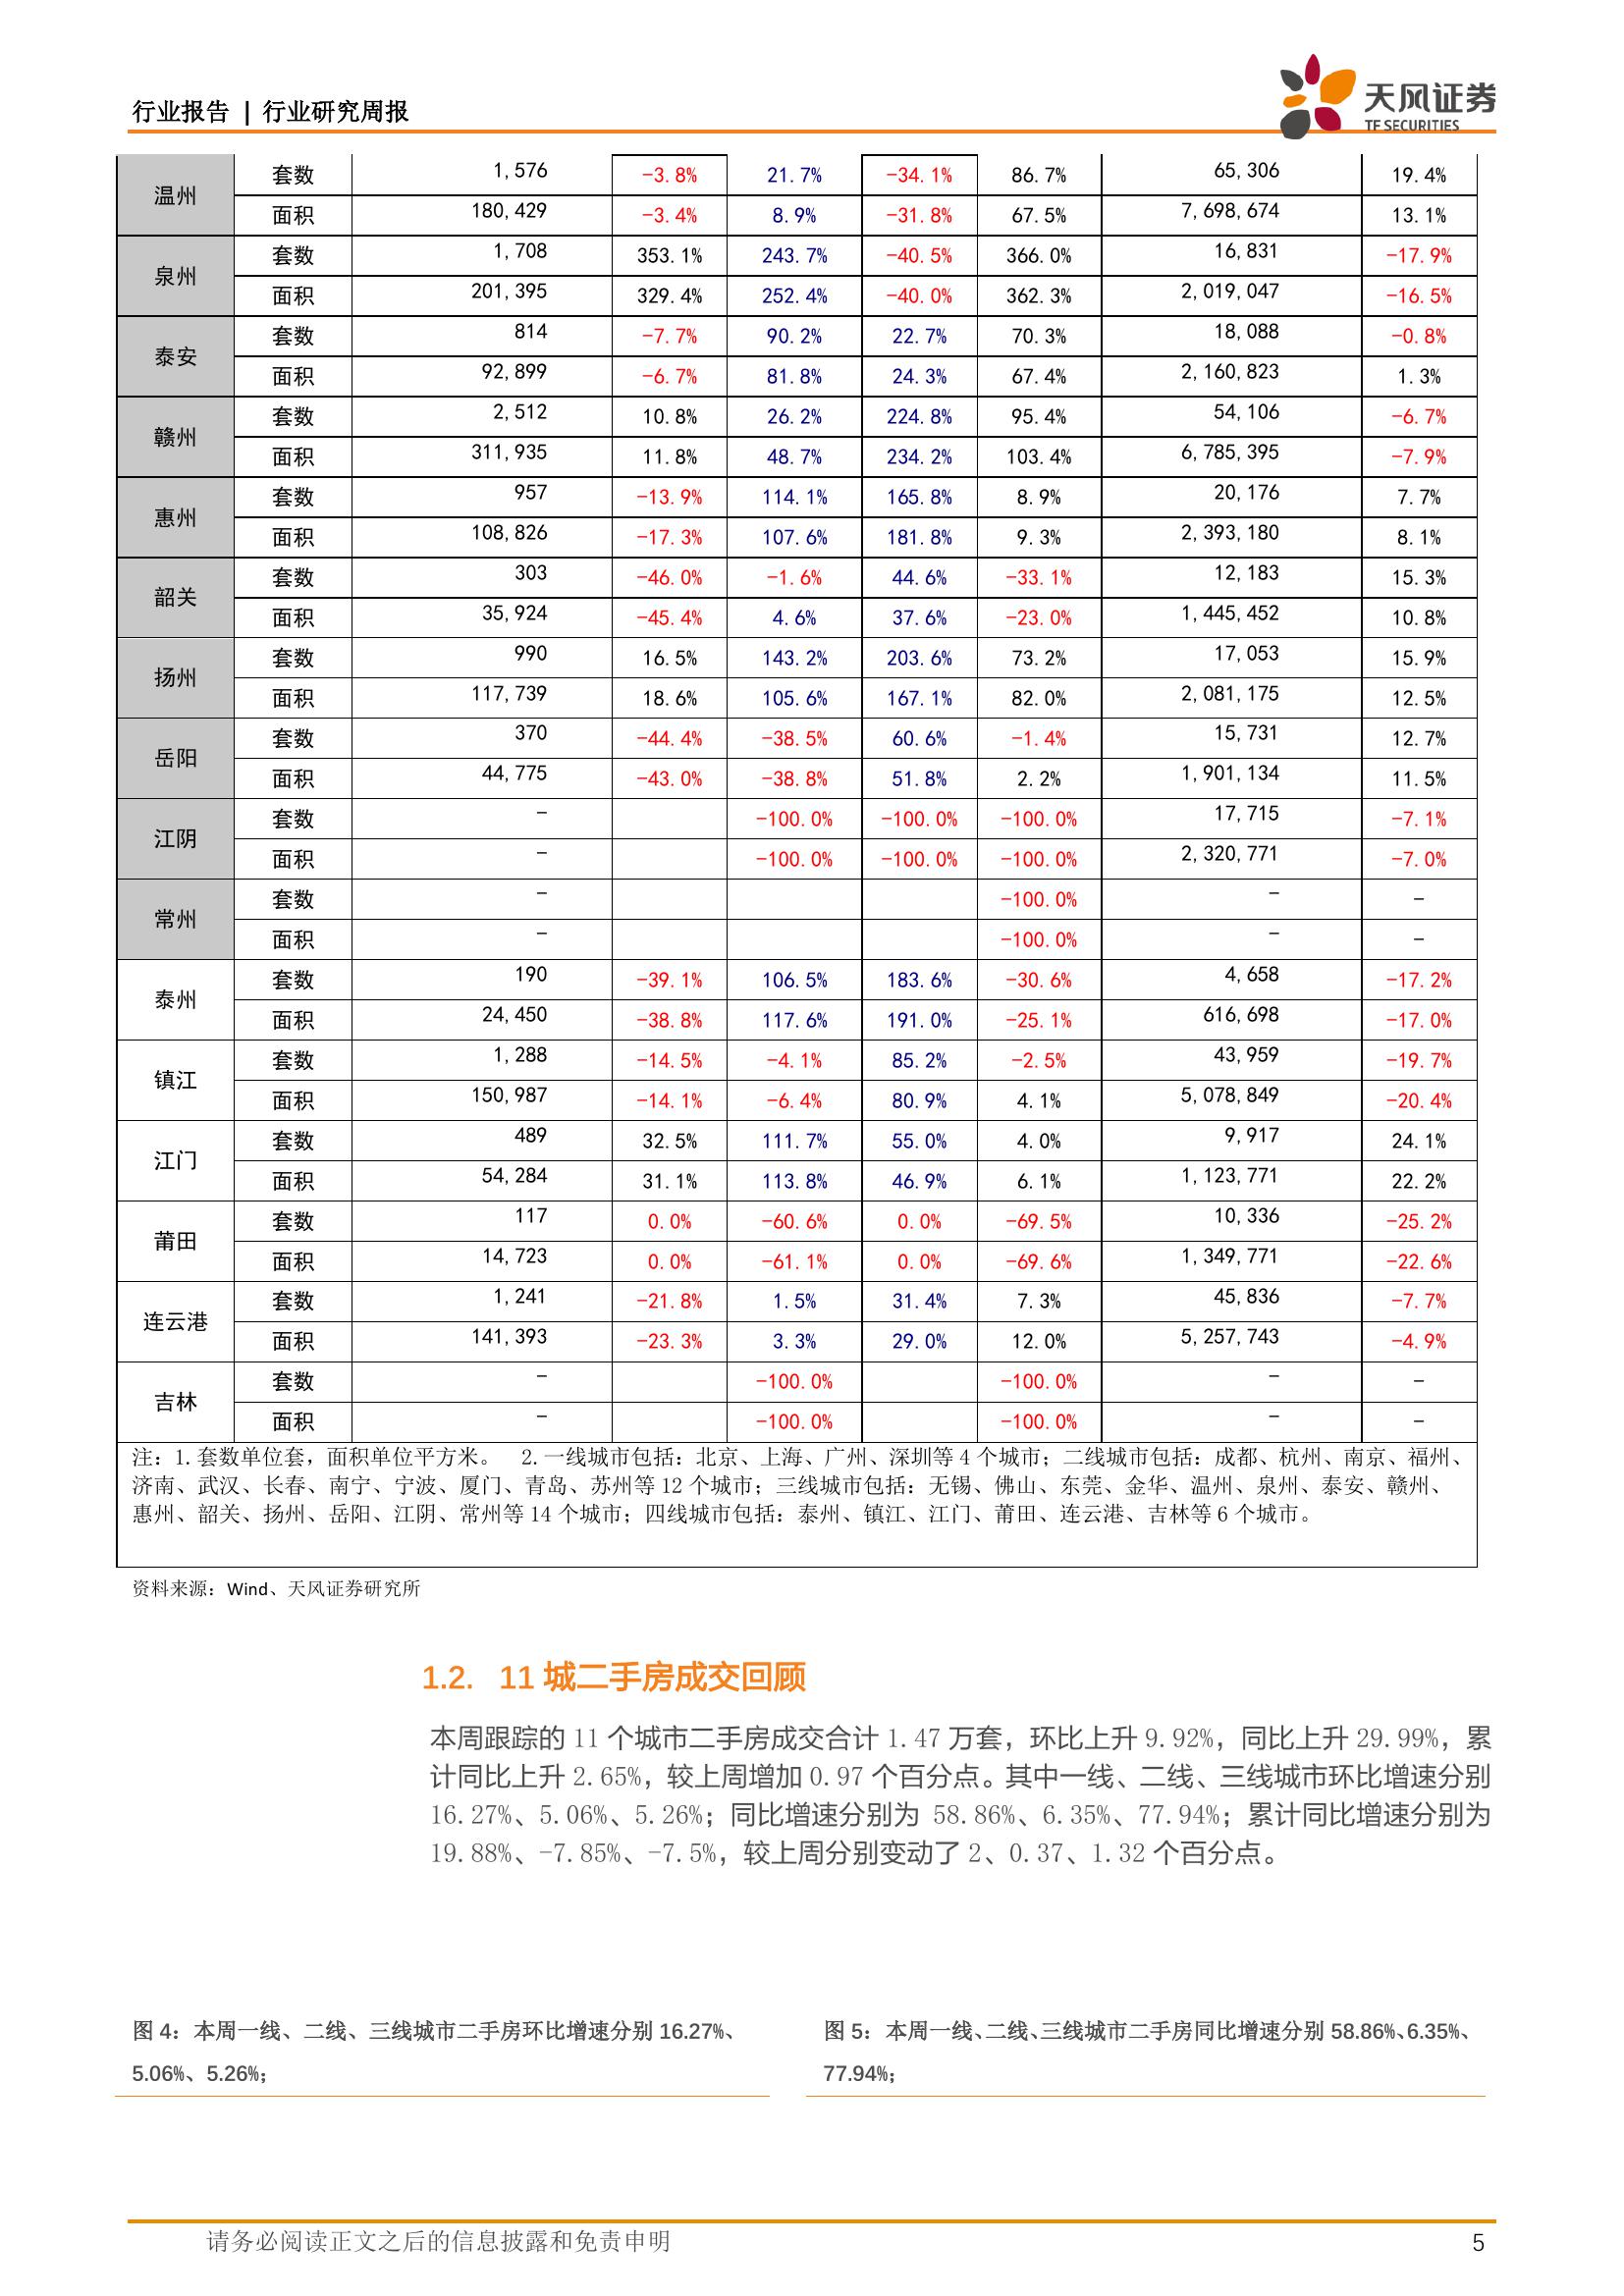 行业报告 | 行业研究周报
天风证券
TF SECURITIES
温州 套数 1,576 -3.8% 21.7% -34.1% 86.7% 65,306 19.4%
面积 180,429 -3.4% 8.9% -31.8% 67.5% 7,698,674 13.1%
泉州 套数 1,708 353.1% 243.7% -40.5% 366.0% 16,831 -17.9%
面积 201,395 329.4% 252.4% -40.0% 362.3% 2,019,047 -16.5%
泰安 套数 814 -7.7% 90.2% 22.7% 70.3% 18,088 -0.8%
面积 92,899 -6.7% 81.8% 24.3% 67.4% 2,160,823 1.3%
赣州 套数 2,512 10.8% 26.2% 224.8% 95.4% 54,106 -6.7%
面积 311,935 11.8% 48.7% 234.2% 103.4% 6,785,395 -7.9%
惠州 套数 957 -13.9% 114.1% 165.8% 8.9% 20,176 7.7%
面积 108,826 -17.3% 107.6% 181.8% 9.3% 2,393,180 8.1%
韶关 套数 303 -46.0% -1.6% 44.6% -33.1% 12,183 15.3%
面积 35,924 -45.4% 4.6% 37.6% -23.0% 1,445,452 10.8%
扬州 套数 990 16.5% 143.2% 203.6% 73.2% 17,053 15.9%
面积 117,739 18.6% 105.6% 167.1% 82.0% 2,081,175 12.5%
岳阳 套数 370 -44.4% -38.5% 60.6% -1.4% 15,731 12.7%
面积 44,775 -43.0% -38.8% 51.8% 2.2% 1,901,134 11.5%
江阴 套数 - -100.0% -100.0% -100.0% 17,715 -7.1%
面积 - -100.0% -100.0% -100.0% 2,320,771 -7.0%
常州 套数 - -100.0% - -
面积 - -100.0% - -
泰州 套数 190 -39.1% 106.5% 183.6% -30.6% 4,658 -17.2%
面积 24,450 -38.8% 117.6% 191.0% -25.1% 616,698 -17.0%
镇江 套数 1,288 -14.5% -4.1% 85.2% -2.5% 43,959 -19.7%
面积 150,987 -14.1% -6.4% 80.9% 4.1% 5,078,849 -20.4%
江门 套数 489 32.5% 111.7% 55.0% 4.0% 9,917 24.1%
面积 54,284 31.1% 113.8% 46.9% 6.1% 1,123,771 22.2%
莆田 套数 117 0.0% -60.6% 0.0% -69.5% 10,336 -25.2%
面积 14,723 0.0% -61.1% 0.0% -69.6% 1,349,771 -22.6%
连云港 套数 1,241 -21.8% 1.5% 31.4% 7.3% 45,836 -7.7%
面积 141,393 -23.3% 3.3% 29.0% 12.0% 5,257,743 -4.9%
吉林 套数 - -100.0% -100.0% - -
面积 - -100.0% -100.0% - -
注：1.套数单位套，面积单位平方米。 2.一线城市包括：北京、上海、广州、深圳等 4 个城市；二线城市包括：成都、杭州、南京、福州、
济南、武汉、长春、南宁、宁波、厦门、青岛、苏州等 12 个城市；三线城市包括：无锡、佛山、东莞、金华、温州、泉州、泰安、赣州、
惠州、韶关、扬州、岳阳、江阴、常州等 14 个城市；四线城市包括：泰州、镇江、江门、莆田、连云港、吉林等 6 个城市。
资料来源：Wind、天风证券研究所
1.2. 11 城二手房成交回顾
本周跟踪的 11 个城市二手房成交合计 1.47 万套，环比上升 9.92%，同比上升 29.99%，累
计同比上升 2.65%，较上周增加 0.97 个百分点。其中一线、二线、三线城市环比增速分别
16.27%、5.06%、5.26%；同比增速分别为 58.86%、6.35%、77.94%；累计同比增速分别为
19.88%、-7.85%、-7.5%，较上周分别变动了 2、0.37、1.32 个百分点。
图 4：本周一线、二线、三线城市二手房环比增速分别 16.27%、
5.06%、5.26%；
图 5：本周一线、二线、三线城市二手房同比增速分别 58.86%、6.35%、
77.94%；
请务必阅读正文之后的信息披露和免责申明
5